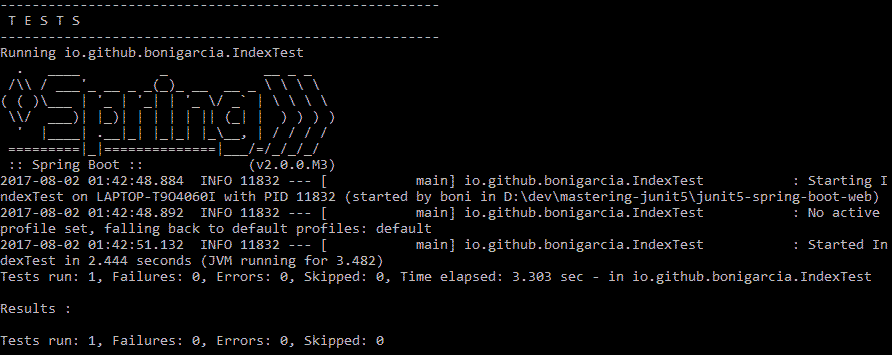 -------------------------------------------------------
 T E S T S
-------------------------------------------------------
Running io.github.bonigarcia.IndexTest
  .   ____          _            __ _ _
 /\\ / ___'_ __ _ _(_)_ __  __ _ \ \ \ \
( ( )\___ | '_ | '_| | '_ \/ _` | \ \ \ \
 \\/  ___)| |_)| | | | | || (_| |  ) ) ) )
  '  |____| .__|_| |_|_| |_\__, | / / / /
 =========|_|==============|___/=/_/_/_/
 :: Spring Boot ::             (v2.0.0.M3)
2017-08-02 01:42:48.884  INFO 11832 --- [           main] io.github.bonigarcia.IndexTest           : Starting I
ndexTest on LAPTOP-T9O4060I with PID 11832 (started by boni in D:\dev\mastering-junit5\junit5-spring-boot-web)
2017-08-02 01:42:48.892  INFO 11832 --- [           main] io.github.bonigarcia.IndexTest           : No active
profile set, falling back to default profiles: default
2017-08-02 01:42:51.132  INFO 11832 --- [           main] io.github.bonigarcia.IndexTest           : Started In
dexTest in 2.444 seconds (JVM running for 3.482)
Tests run: 1, Failures: 0, Errors: 0, Skipped: 0, Time elapsed: 3.303 sec - in io.github.bonigarcia.IndexTest

Results :

Tests run: 1, Failures: 0, Errors: 0, Skipped: 0